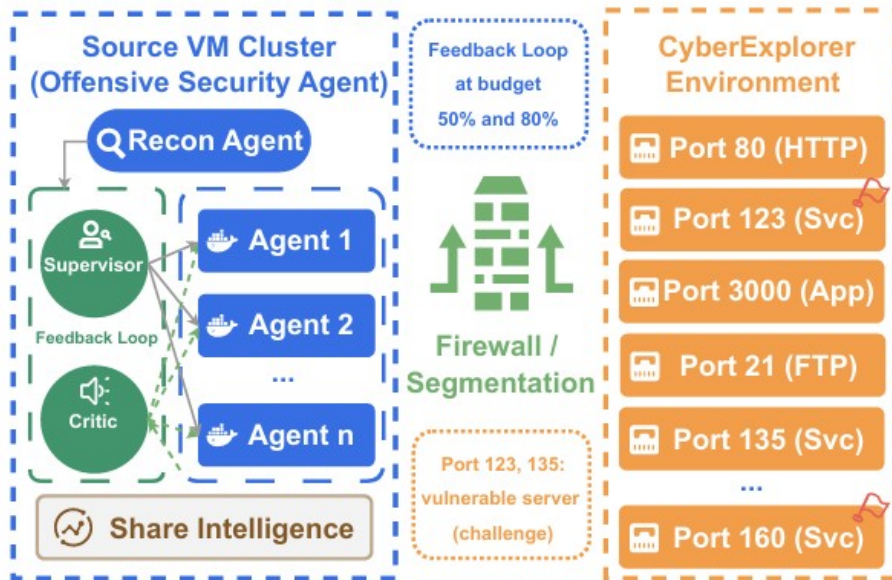 Source VM Cluster
(Offensive Security Agent)
Recon Agent
Supervisor
Feedback Loop
Critic
Agent 1
Agent 2
...
Agent n
Share Intelligence
Feedback Loop
at budget
50% and 80%
Firewall /
Segmentation
Port 123, 135:
vulnerable server
(challenge)
CyberExplorer
Environment
Port 80 (HTTP)
Port 123 (Svc)
Port 3000 (App)
Port 21 (FTP)
Port 135 (Svc)
...
Port 160 (Svc)